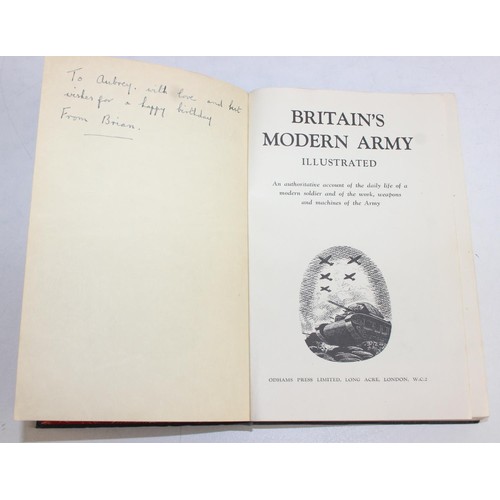 To Aubrey. with love and best
wishes for a happy birthday
From Brian.
BRITAIN'S
MODERN ARMY
ILLUSTRATED
An authoritative account of the daily life of a
modern soldier and of the work, weapons
and machines of the Army
ODHAMS PRESS LIMITED, LONG ACRE, LONDON, W.C.2